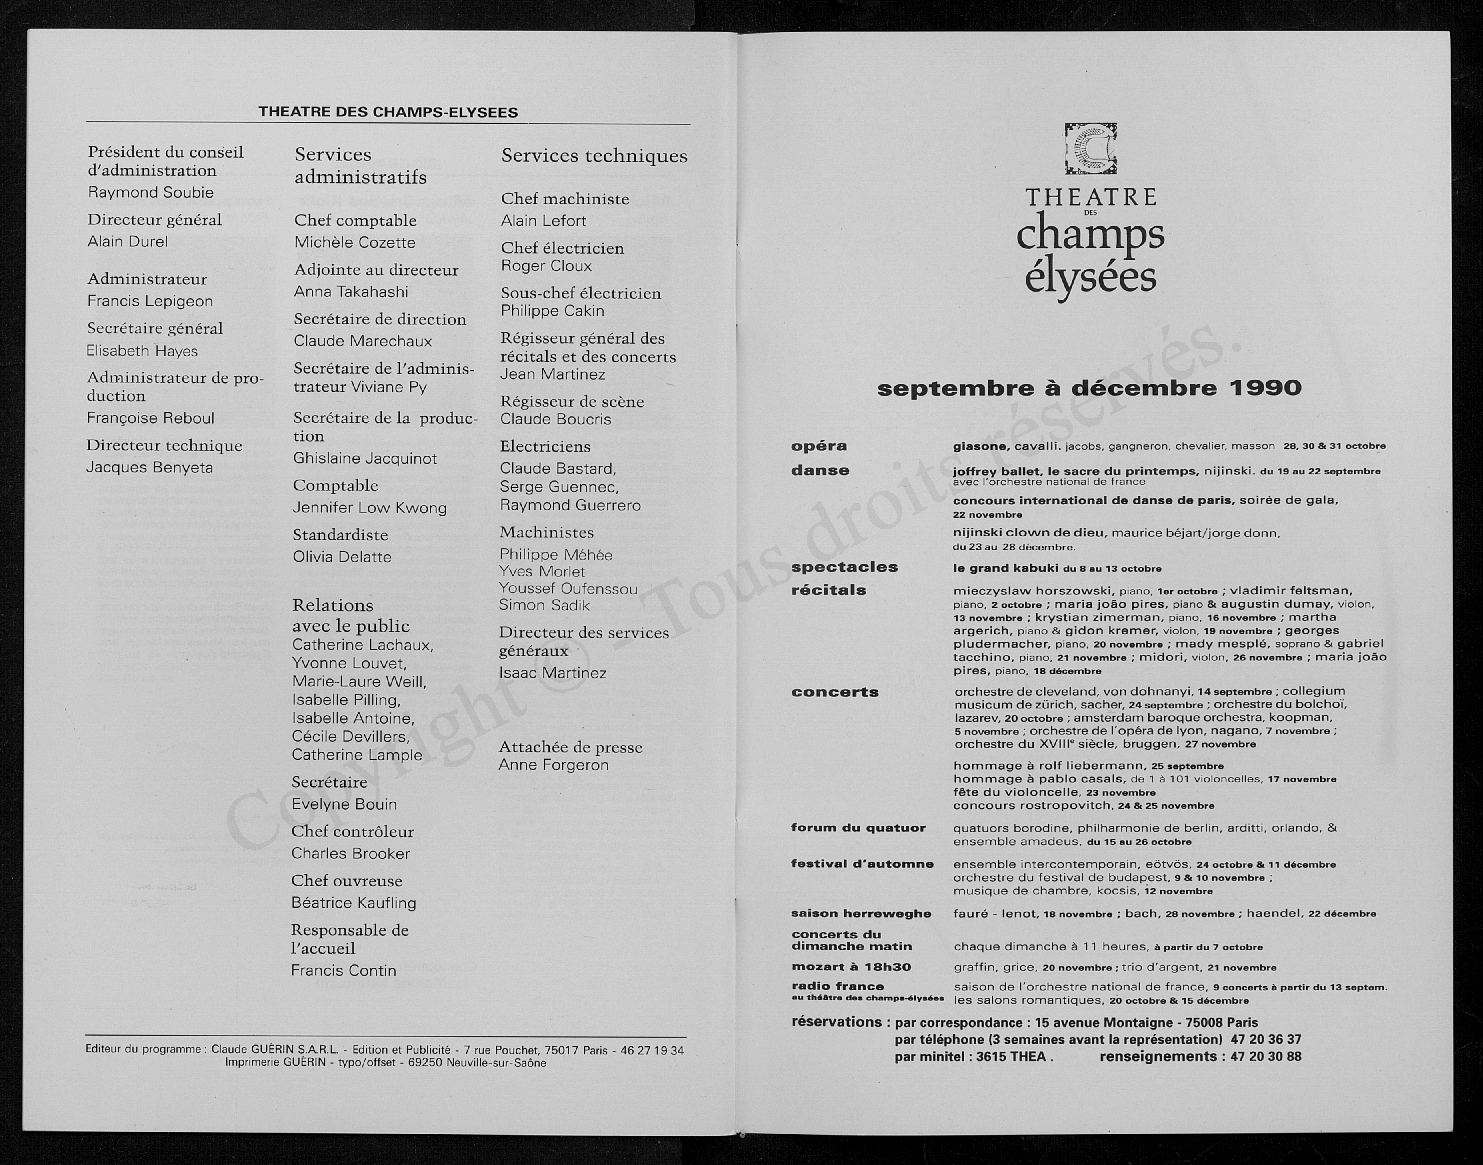 THEATRE DES CHAMPS-ELYSEES
Président du conseil
d'administration
Raymond Soubie
Directeur général
Alain Durel
Administrateur
Francis Lepigeon
Secrétaire général
Elisabeth Hayes
Administrateur de pro-
duction
Françoise Reboul
Directeur technique
Jacques Benyeta
Services
administratifs
Chef comptable
Michèle Cozette
Adjointe au directeur
Anna Takahashi
Secrétaire de direction
Claude Marechaux
Secrétaire de l'adminis-
trateur Viviane Py
Secrétaire de la produc-
tion
Ghislaine Jacquinot
Comptable
Jennifer Low Kwong
Standardiste
Olivia Delatte
Relations
avec le public
Catherine Lachaux,
Yvonne Louvet,
Marie-Laure Weill,
Isabelle Pilling,
Isabelle Antoine,
Cécile Devillers,
Catherine Lample
Secrétaire
Evelyne Bouin
Chef contrôleur
Charles Brooker
Chef ouvreuse
Béatrice Kaufling
Responsable de
l'accueil
Francis Contin
Services techniques
Chef machiniste
Alain Lefort
Chef électricien
Roger Cloux
Sous-chef électricien
Philippe Cakin
Régisseur général des
récitals et des concerts
Jean Martinez
Régisseur de scène
Claude Boucris
Electriciens
Claude Bastard,
Serge Guennec,
Raymond Guerrero
Machinistes
Philippe Méhée
Yves Morlet
Youssef Oufenssou
Simon Sadik
Directeur des services
généraux
Isaac Martinez
Attachée de presse
Anne Forgeron
Editeur du programme : Claude GUÉRIN S.A.R.L. - Edition et Publicité - 7 rue Pouchet, 75017 Paris - 46 27 19 34
Imprimerie GUÉRIN - typo/offset - 69250 Neuville-sur-Saône
THEATRE
DES
champs
élysées
septembre à décembre 1990
opéra giasone, cavalli. jacobs, gangneron, chevalier, masson 28, 30 & 31 octobre
danse joffrey ballet, le sacre du printemps, nijinski. du 19 au 22 septembre
avec l'orchestre national de france
concours international de danse de paris, soirée de gala,
22 novembre
nijinski clown de dieu, maurice béjart/jorge donn,
du 23 au 28 décembre.
spectacles le grand kabuki du 8 au 13 octobre
récitals mieczyslaw horszowski, piano, 1er octobre ; vladimir feltsman,
piano, 2 octobre ; maria joão pires, piano & augustin dumay, violon,
13 novembre ; krystian zimerman, piano, 16 novembre ; martha
argerich, piano & gidon kremer, violon, 19 novembre ; georges
pludermacher, piano, 20 novembre ; mady mesplé, soprano & gabriel
tacchino, piano, 21 novembre ; midori, violon, 26 novembre ; maria joão
pires, piano, 18 décembre
concerts orchestre de cleveland, von dohnanyi, 14 septembre ; collegium
musicum de zürich, sacher, 24 septembre ; orchestre du bolchoï,
lazarev, 20 octobre ; amsterdam baroque orchestra, koopman,
5 novembre ; orchestre de l'opéra de lyon, nagano, 7 novembre ;
orchestre du XVIIIe siècle, bruggen, 27 novembre
hommage à rolf liebermann, 25 septembre
hommage à pablo casals, de 1 à 101 violoncelles, 17 novembre
fête du violoncelle, 23 novembre
concours rostropovitch, 24 & 25 novembre
forum du quatuor quatuors borodine, philharmonie de berlin, arditti, orlando, &
ensemble amadeus, du 15 au 26 octobre
festival d'automne ensemble intercontemporain, eötvös, 24 octobre & 11 décembre
orchestre du festival de budapest, 9 & 10 novembre ;
musique de chambre, kocsis, 12 novembre
saison herreweghe fauré - lenot, 18 novembre ; bach, 28 novembre ; haendel, 22 décembre
concerts du
dimanche matin chaque dimanche à 11 heures, à partir du 7 octobre
mozart à 18h30 graffin, grice, 20 novembre ; trio d'argent, 21 novembre
radio france saison de l'orchestre national de france, 9 concerts à partir du 13 septem.
au théâtre des champs-élysées les salons romantiques, 20 octobre & 15 décembre
réservations : par correspondance : 15 avenue Montaigne - 75008 Paris
par téléphone (3 semaines avant la représentation) 47 20 36 37
par minitel : 3615 THEA . renseignements : 47 20 30 88
Copyright © Tous droits réservés.